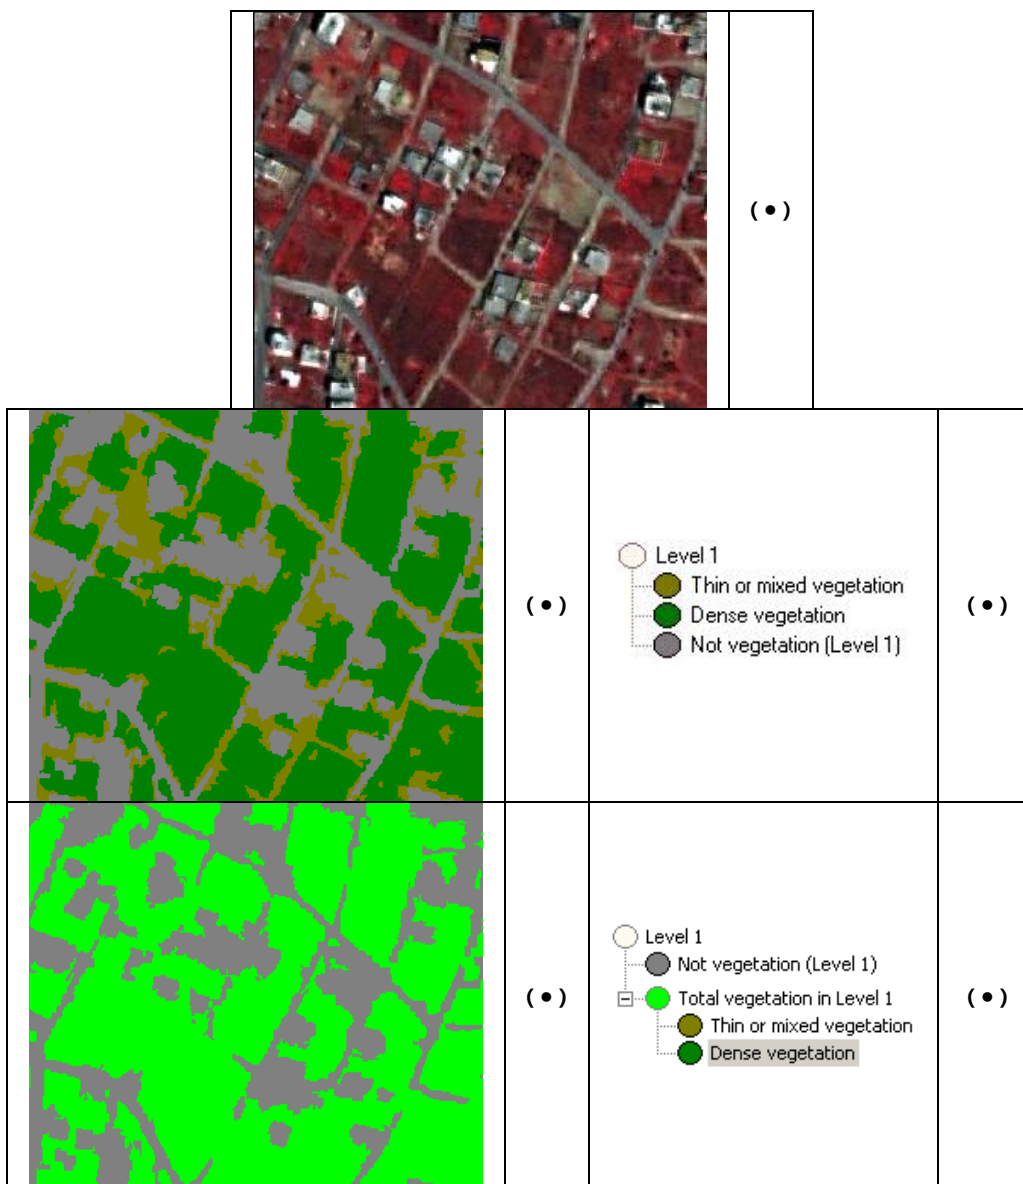 (●)
(●)
Level 1
Thin or mixed vegetation
Dense vegetation
Not vegetation (Level 1)
(●)
(●)
Level 1
Not vegetation (Level 1)
Total vegetation in Level 1
Thin or mixed vegetation
Dense vegetation
(●)